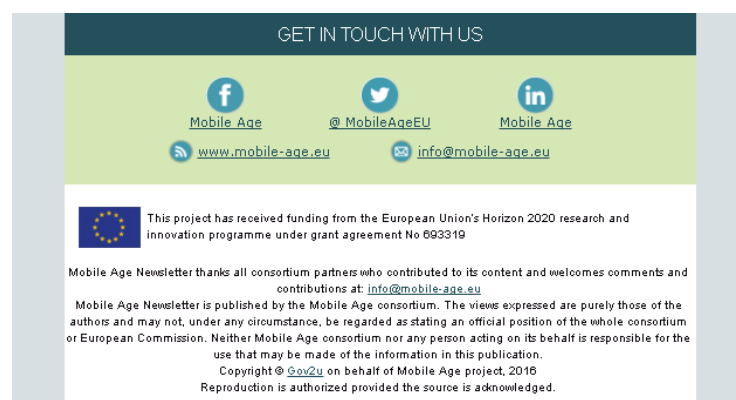 GET IN TOUCH WITH US
Mobile Age @ MobileAgeEU Mobile Age
www.mobile-age.eu info@mobile-age.eu
This project has received funding from the European Union's Horizon 2020 research and
innovation programme under grant agreement No 693319
Mobile Age Newsletter thanks all consortium partners who contributed to its content and welcomes comments and
contributions at: info@mobile-age.eu
Mobile Age Newsletter is published by the Mobile Age consortium. The views expressed are purely those of the
authors and may not, under any circumstance, be regarded as stating an official position of the whole consortium
or European Commission. Neither Mobile Age consortium nor any person acting on its behalf is responsible for the
use that may be made of the information in this publication.
Copyright © Gov2u on behalf of Mobile Age project, 2016
Reproduction is authorized provided the source is acknowledged.